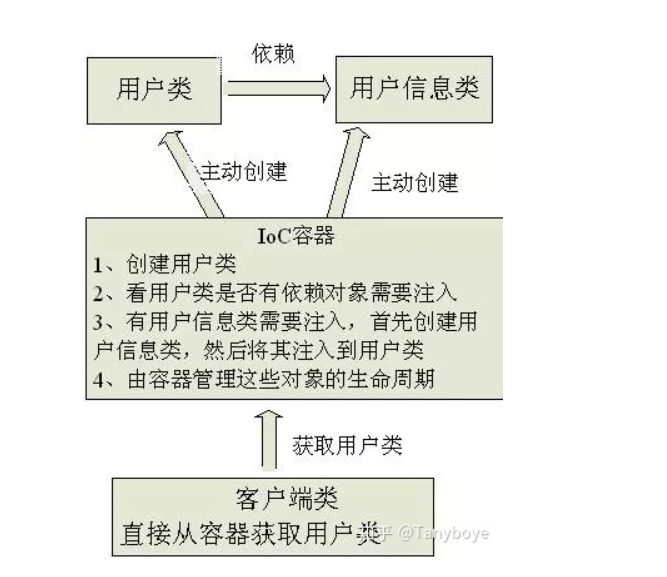 依赖
用户类
用户信息类
主动创建
主动创建
IoC容器
1、创建用户类
2、看用户类是否有依赖对象需要注入
3、有用户信息类需要注入，首先创建用
户信息类，然后将其注入到用户类
4、由容器管理这些对象的生命周期
获取用户类
客户端类
直接从容器获取用户类
知乎 @Tanyboye